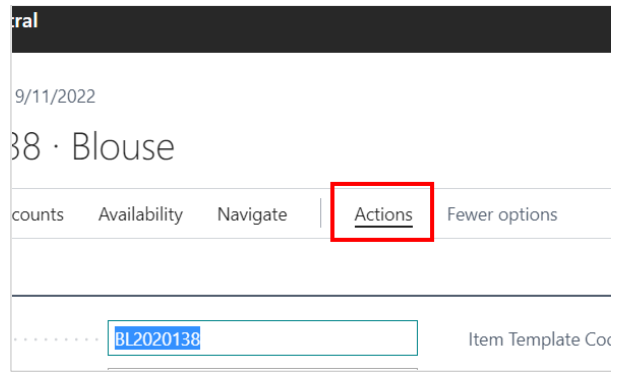 tral
9/11/2022
38 · Blouse
counts Availability Navigate Actions Fewer options
BL2020138 Item Template Coc